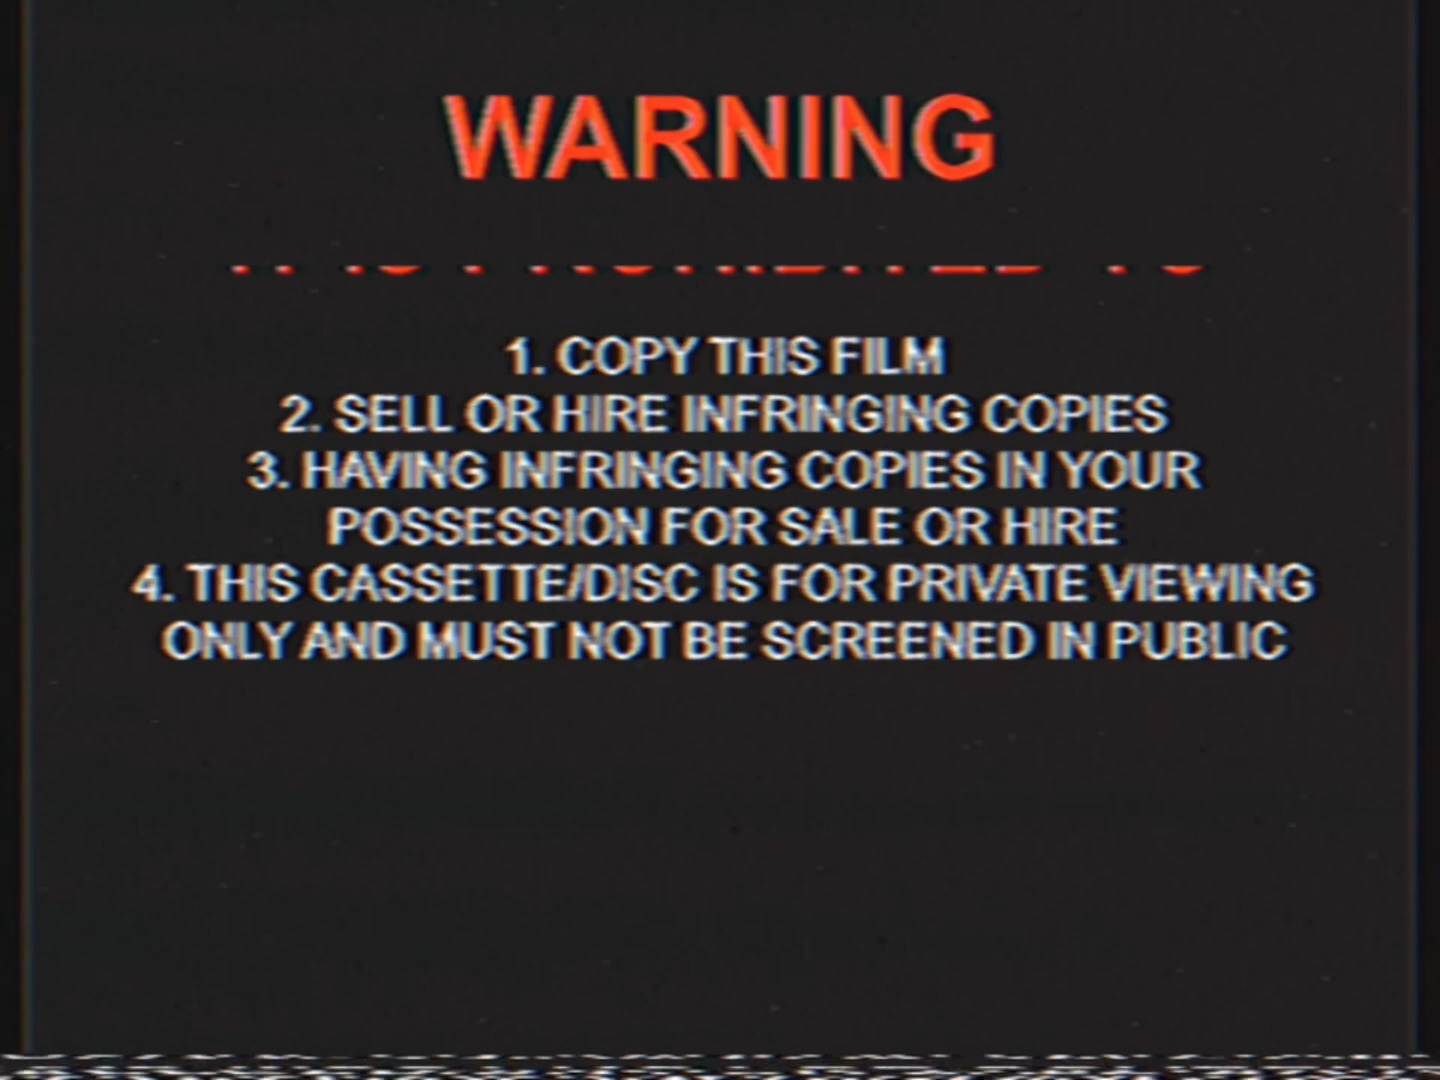 WARNING
1. COPY THIS FILM
2. SELL OR HIRE INFRINGING COPIES
3. HAVING INFRINGING COPIES IN YOUR
POSSESSION FOR SALE OR HIRE
4. THIS CASSETTE/DISC IS FOR PRIVATE VIEWING
ONLY AND MUST NOT BE SCREENED IN PUBLIC